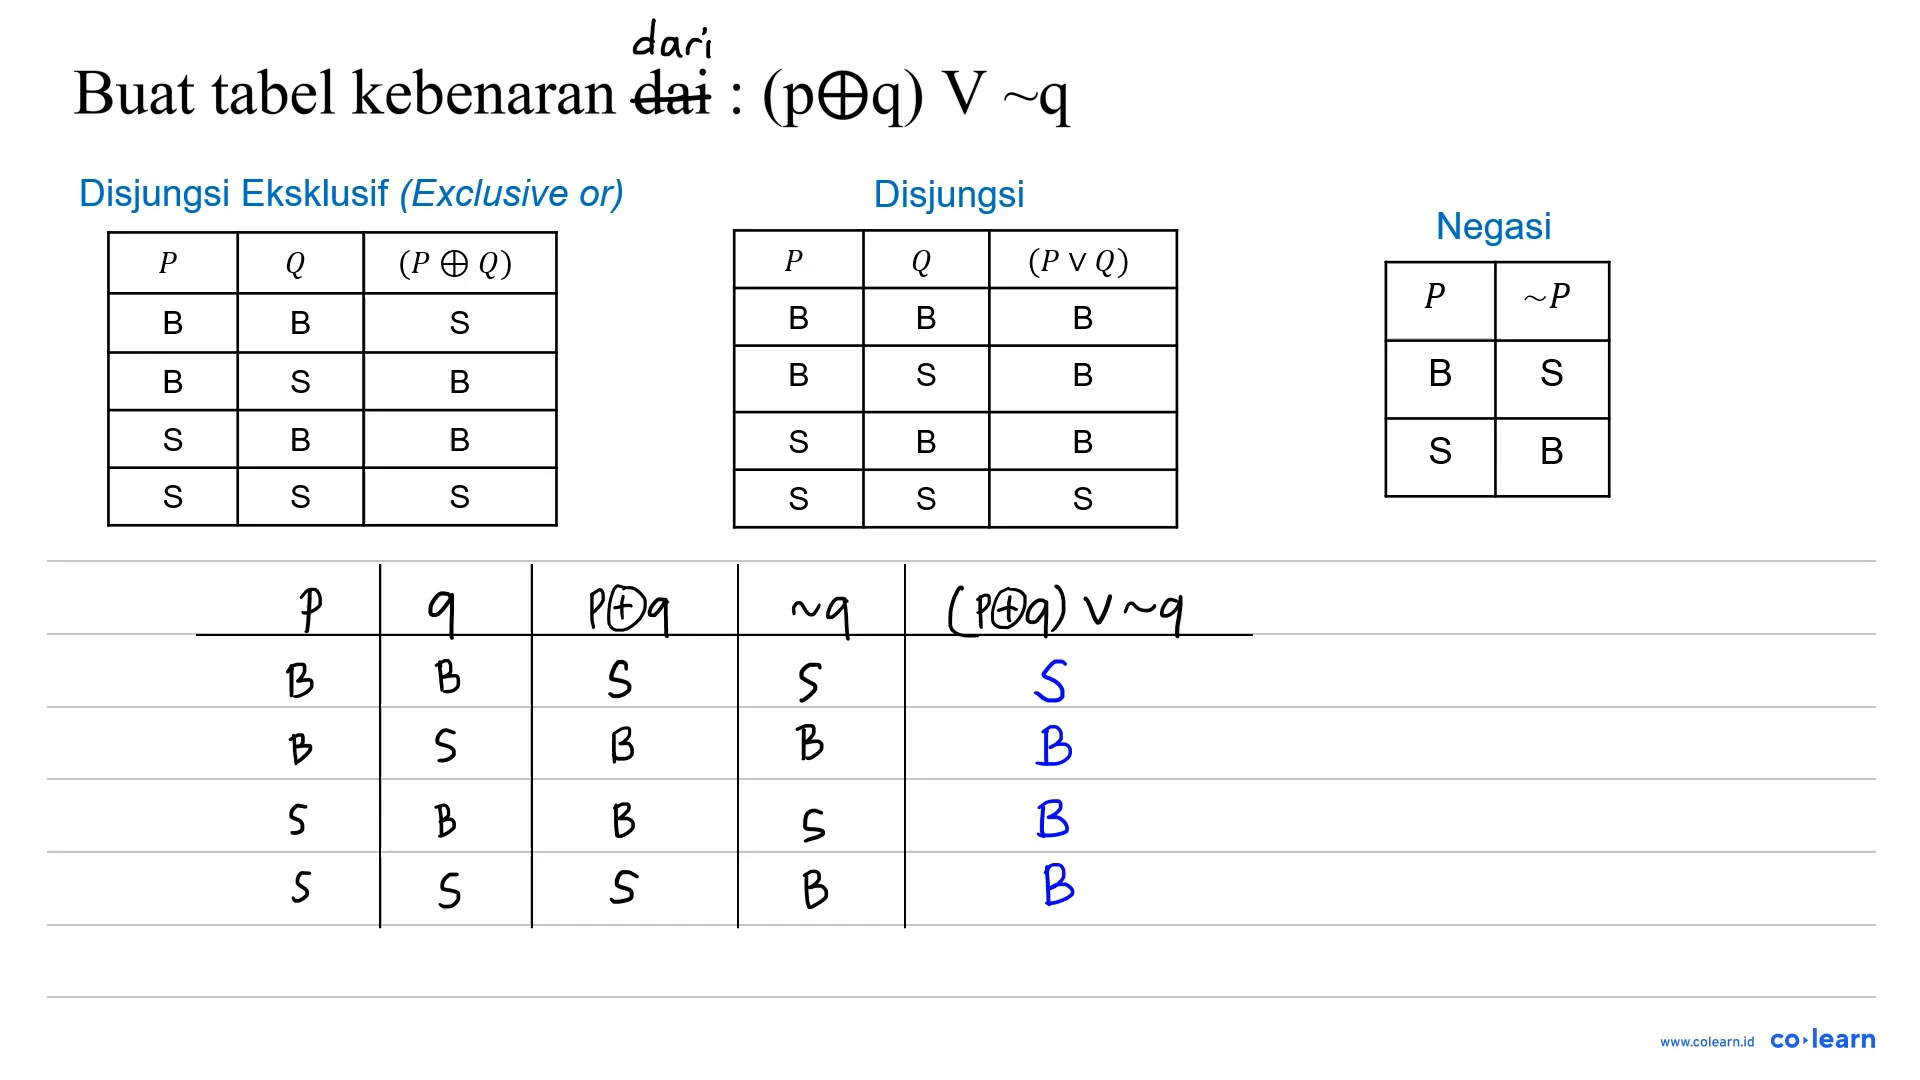 dari
Buat tabel kebenaran dai : (p⊕q) V ~q
Disjungsi Eksklusif (Exclusive or)
P Q (P ⊕ Q)
B B S
B S B
S B B
S S S
Disjungsi
P Q (P ∨ Q)
B B B
B S B
S B B
S S S
Negasi
P ~P
B S
S B
p q p⊕q ~q (p⊕q) ∨ ~q
B B S S S
B S B B B
S B B S B
S S S B B
www.colearn.id co·learn